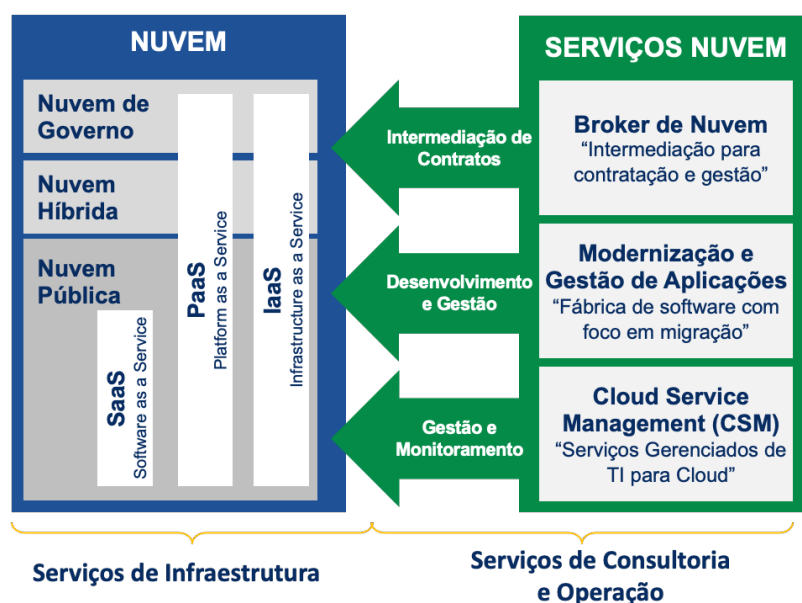 NUVEM
Nuvem de
Governo
Nuvem
Híbrida
Nuvem
Pública
SaaS
Software as a Service
PaaS
Platform as a Service
IaaS
Infrastructure as a Service
Intermediação de
Contratos
Desenvolvimento
e Gestão
Gestão e
Monitoramento
SERVIÇOS NUVEM
Broker de Nuvem
“Intermediação para
contratação e gestão”
Modernização e
Gestão de Aplicações
“Fábrica de software com
foco em migração”
Cloud Service
Management (CSM)
“Serviços Gerenciados de
TI para Cloud”
Serviços de Infraestrutura
Serviços de Consultoria
e Operação